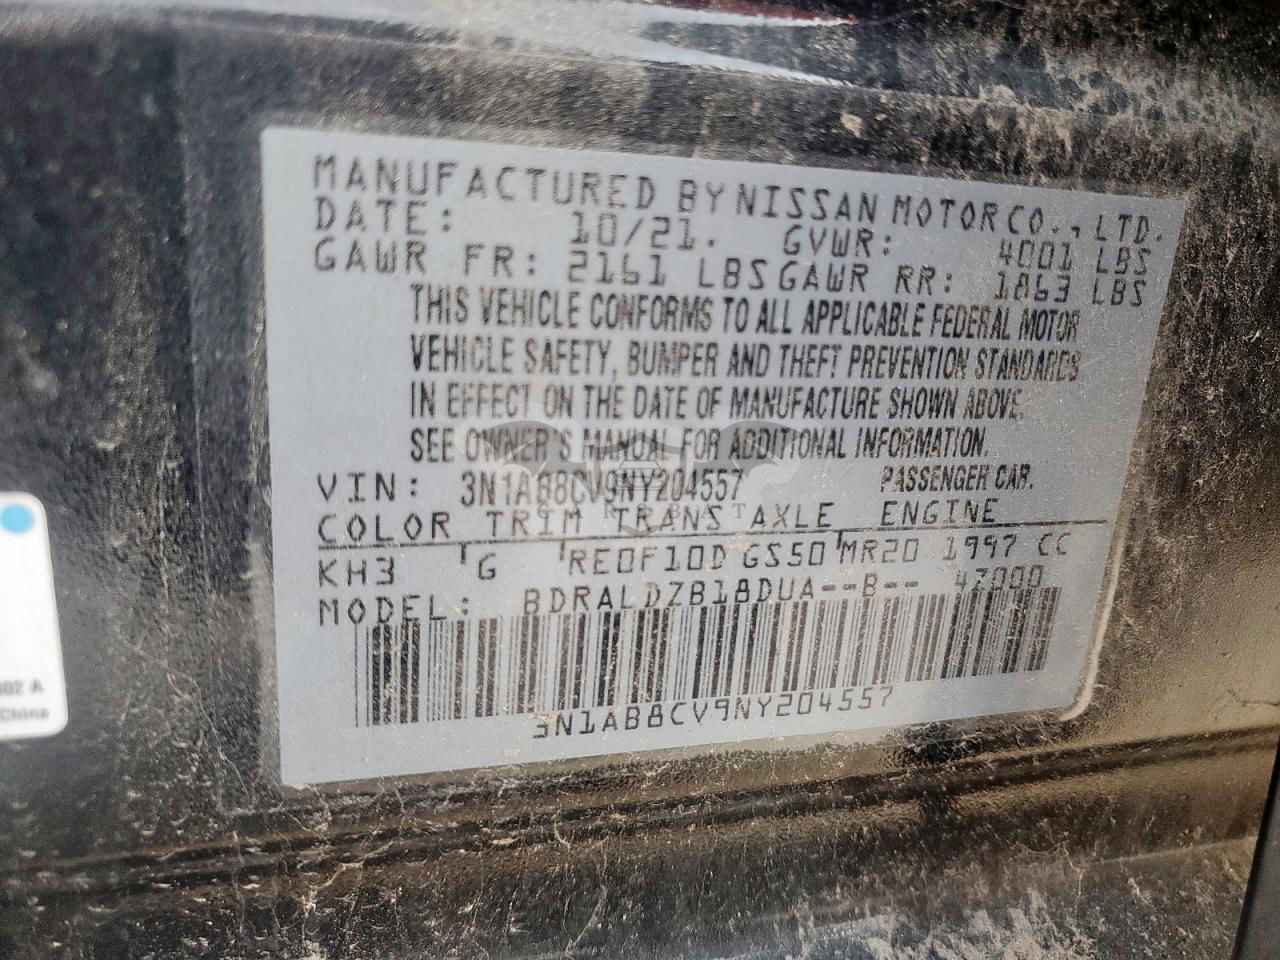 MANUFACTURED BY NISSAN MOTOR CO., LTD.
DATE: 10/21. GVWR: 4001 LBS
GAWR FR: 2161 LBS GAWR RR: 1863 LBS
THIS VEHICLE CONFORMS TO ALL APPLICABLE FEDERAL MOTOR
VEHICLE SAFETY, BUMPER AND THEFT PREVENTION STANDARDS
IN EFFECT ON THE DATE OF MANUFACTURE SHOWN ABOVE.
SEE OWNER'S MANUAL FOR ADDITIONAL INFORMATION.
VIN: 3N1AB8CV9NY204557 PASSENGER CAR.
COLOR TRIM TRANS AXLE ENGINE
KH3 G RE0F10D GS50 MR20 1997 CC
MODEL: BDRALDZB18DUA--B-- 47000
3N1AB8CV9NY204557
602 A
China